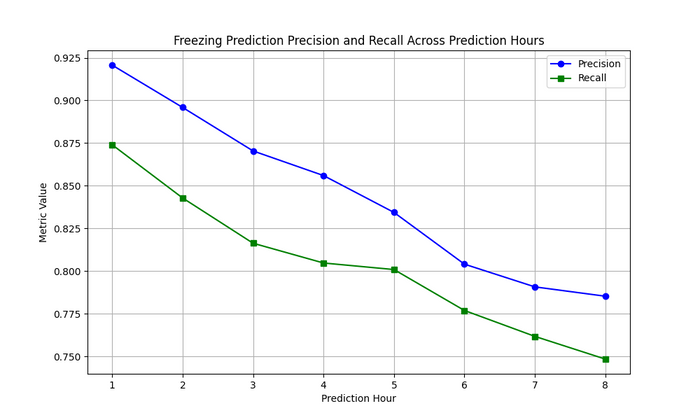 Freezing Prediction Precision and Recall Across Prediction Hours
Precision
Recall
0.925
0.900
0.875
0.850
0.825
0.800
0.775
0.750
Metric Value
1 2 3 4 5 6 7 8
Prediction Hour